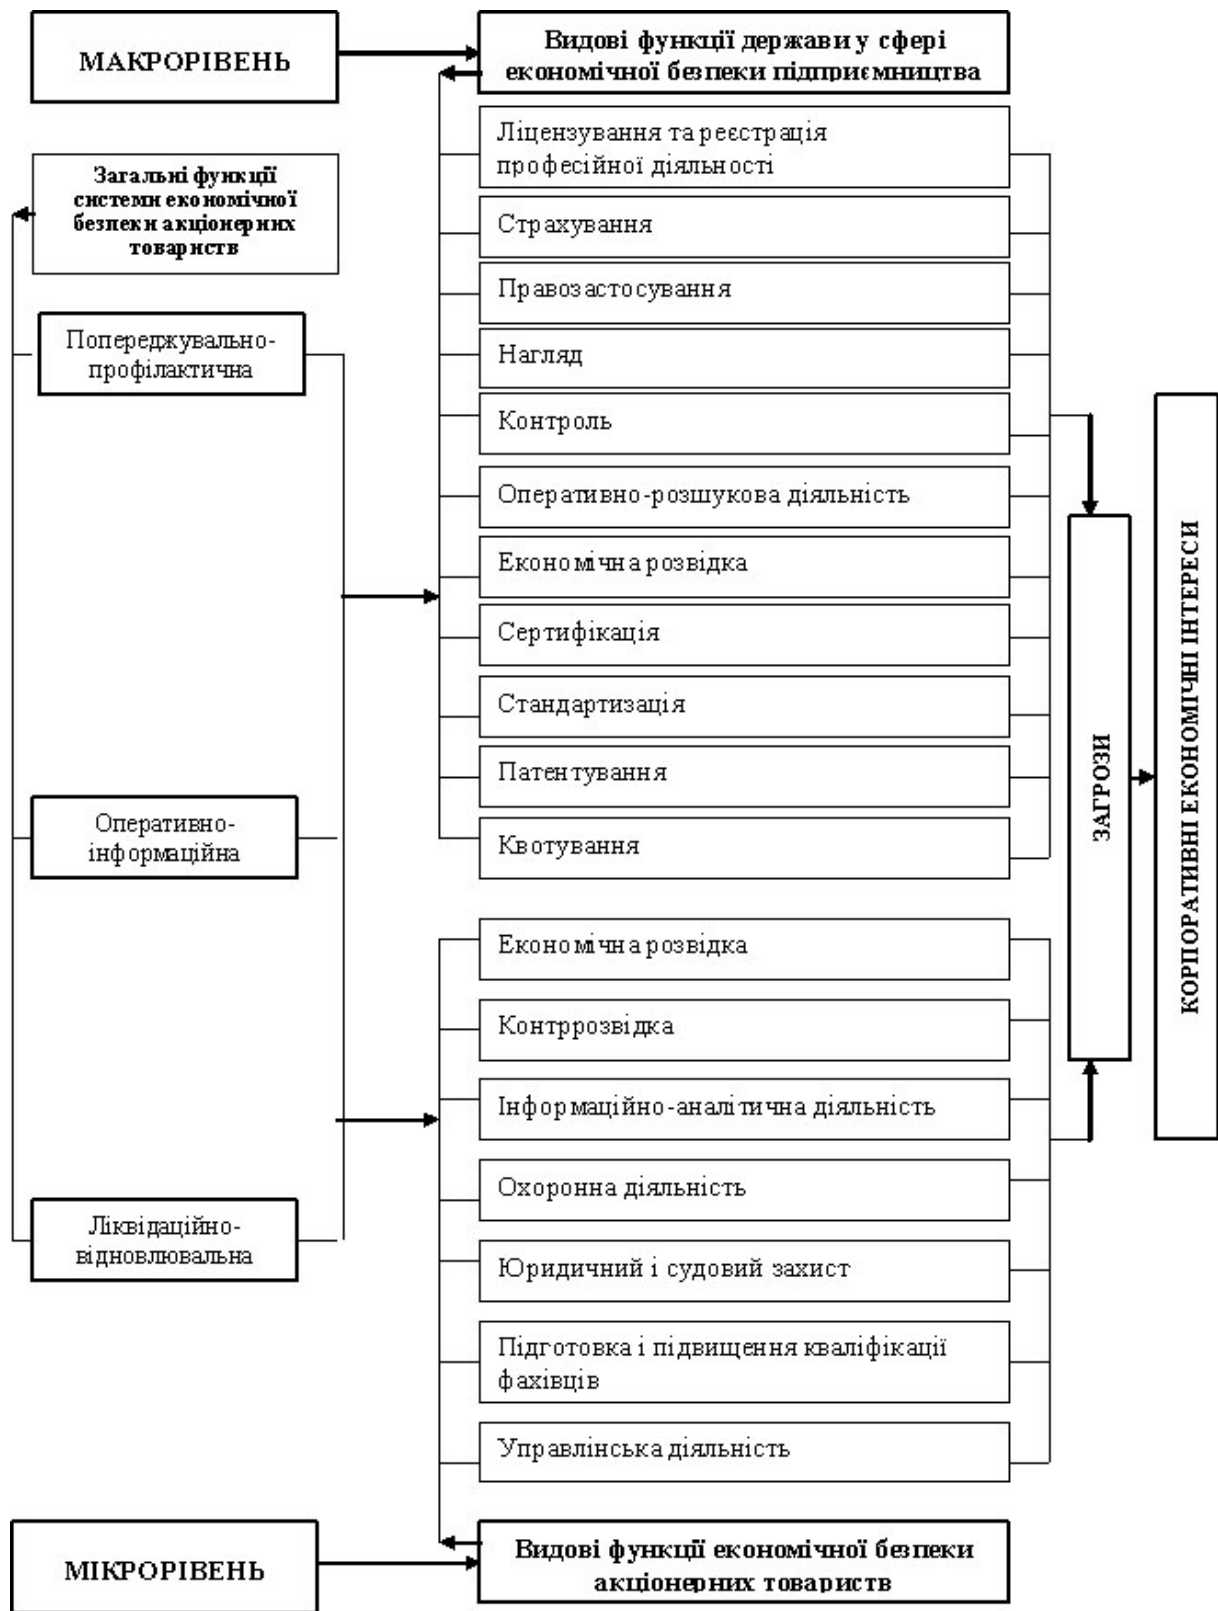 МАКРОРІВЕНЬ
Видові функції держави у сфері
економічної безпеки підприємництва
Загальні функції
системи економічної
безпеки акціонерних
товариств
Попереджувально-
профілактична
Оперативно-
інформаційна
Ліквідаційно-
відновлювальна
Ліцензування та реєстрація
професійної діяльності
Страхування
Правозастосування
Нагляд
Контроль
Оперативно-розшукова діяльність
Економічна розвідка
Сертифікація
Стандартизація
Патентування
Квотування
Економічна розвідка
Контррозвідка
Інформаційно-аналітична діяльність
Охоронна діяльність
Юридичний і судовий захист
Підготовка і підвищення кваліфікації
фахівців
Управлінська діяльність
ЗАГРОЗИ
КОРПОРАТИВНІ ЕКОНОМІЧНІ ІНТЕРЕСИ
МІКРОРІВЕНЬ
Видові функції економічної безпеки
акціонерних товариств